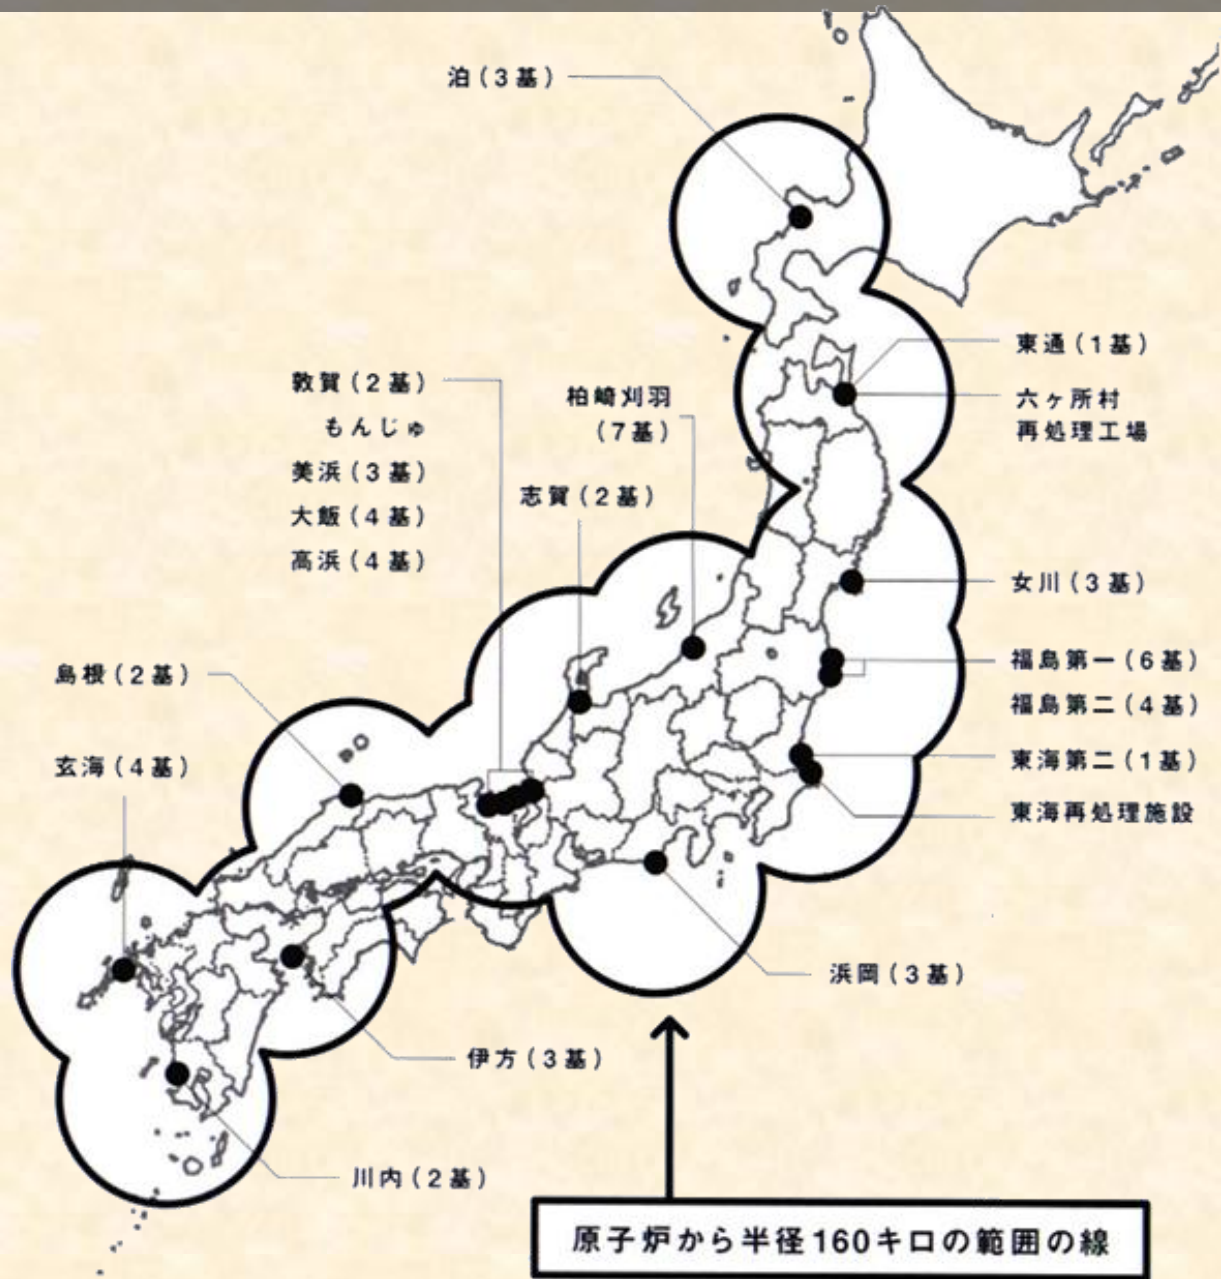 泊(3基)
東通(1基)
六ヶ所村
再処理工場
敦賀(2基)
もんじゅ
美浜(3基)
大飯(4基)
高浜(4基)
柏崎刈羽
(7基)
志賀(2基)
女川(3基)
福島第一(6基)
福島第二(4基)
東海第二(1基)
東海再処理施設
島根(2基)
玄海(4基)
浜岡(3基)
伊方(3基)
川内(2基)
原子炉から半径160キロの範囲の線